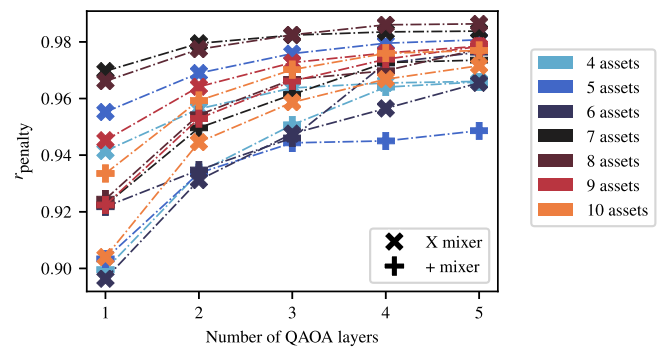 0.98
0.96
0.94
0.92
0.90
r_penalty
1
2
3
4
5
Number of QAOA layers
X mixer
+ mixer
4 assets
5 assets
6 assets
7 assets
8 assets
9 assets
10 assets